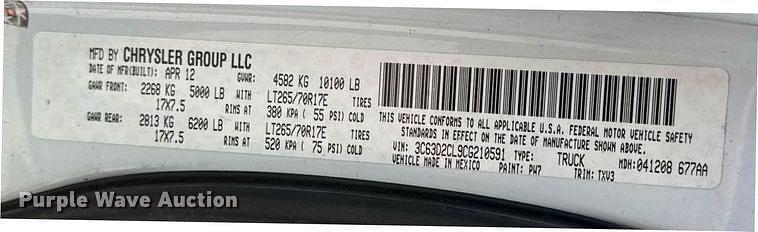 MFD BY CHRYSLER GROUP LLC
DATE OF MFR(BUILT): APR 12 GVWR: 4582 KG 10100 LB
GAWR FRONT: 2268 KG 5000 LB WITH LT265/70R17E TIRES
17X7.5 RIMS AT 380 KPA ( 55 PSI) COLD
GAWR REAR: 2813 KG 6200 LB WITH LT265/70R17E TIRES
17X7.5 RIMS AT 520 KPA ( 75 PSI) COLD
THIS VEHICLE CONFORMS TO ALL APPLICABLE U.S.A. FEDERAL MOTOR VEHICLE SAFETY
STANDARDS IN EFFECT ON THE DATE OF MANUFACTURE SHOWN ABOVE
VIN: 3C63D2CL9CG210591 TYPE: TRUCK MDH: 041208 677AA
VEHICLE MADE IN MEXICO PAINT: PW7 TRIM: TXV3
Purple Wave Auction